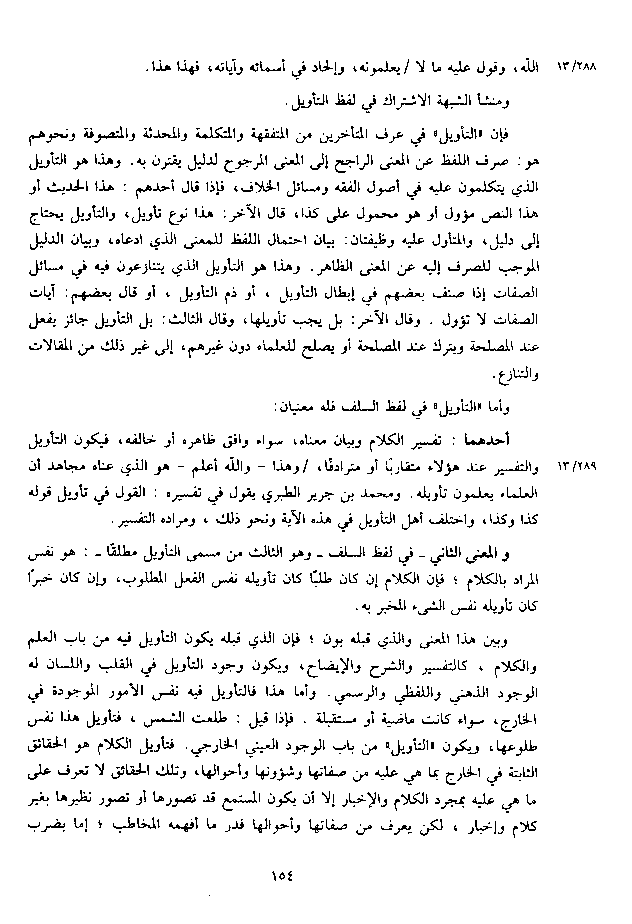 ١٣/٢٨٨ الله، وقول عليه ما لا / يعلمونه، وإلحاد في أسمائه وآياته، فهذا هذا.
ومنشأ الشبهة الاشتراك في لفظ التأويل.
فإن «التأويل» في عرف المتأخرين من المتفقهة والمتكلمة والمحدثة والمتصوفة ونحوهم
هو : صرف اللفظ عن المعنى الراجح إلى المعنى المرجوح لدليل يقترن به. وهذا هو التأويل
الذي يتكلمون عليه في أصول الفقه ومسائل الخلاف، فإذا قال أحدهم : هذا الحديث أو
هذا النص مؤول أو هو محمول على كذا، قال الآخر: هذا نوع تأويل، والتأويل يحتاج
إلى دليل، والمتأول عليه وظيفتان: بيان احتمال اللفظ للمعنى الذي ادعاه، وبيان الدليل
الموجب للصرف إليه عن المعنى الظاهر. وهذا هو التأويل الذي يتنازعون فيه في مسائل
الصفات إذا صنف بعضهم في إبطال التأويل ، أو ذم التأويل ، أو قال بعضهم: آيات
الصفات لا تؤول . وقال الآخر: بل يجب تأويلها، وقال الثالث: بل التأويل جائز يفعل
عند المصلحة ويترك عند المصلحة أو يصلح للعلماء دون غيرهم، إلى غير ذلك من المقالات
والتنازع.
وأما «التأويل» في لفظ السلف فله معنيان:
أحدهما : تفسير الكلام وبيان معناه، سواء وافق ظاهره أو خالفه، فيكون التأويل
١٣/٢٨٩ والتفسير عند هؤلاء متقاربًا أو مترادفًا، / وهذا - والله أعلم - هو الذي عناه مجاهد أن
العلماء يعلمون تأويله. ومحمد بن جرير الطبري يقول في تفسيره : القول في تأويل قوله
كذا وكذا، واختلف أهل التأويل في هذه الآية ونحو ذلك ، ومراده التفسير.
و المعنى الثاني - في لفظ السلف - وهو الثالث من مسمى التأويل مطلقًا - : هو نفس
المراد بالكلام ؛ فإن الكلام إن كان طلبًا كان تأويله نفس الفعل المطلوب، وإن كان خبرًا
كان تأويله نفس الشىء المخبر به.
وبين هذا المعنى والذي قبله بون ؛ فإن الذي قبله يكون التأويل فيه من باب العلم
والكلام ، كالتفسير والشرح والإيضاح، ويكون وجود التأويل في القلب واللسان له
الوجود الذهني واللفظي والرسمي. وأما هذا فالتأويل فيه نفس الأمور الموجودة في
الخارج، سواء كانت ماضية أو مستقبلة . فإذا قيل : طلعت الشمس ، فتأويل هذا نفس
طلوعها، ويكون «التأويل» من باب الوجود العيني الخارجي. فتأويل الكلام هو الحقائق
الثابتة في الخارج بما هي عليه من صفاتها وشؤونها وأحوالها، وتلك الحقائق لا تعرف على
ما هي عليه بمجرد الكلام والإخبار إلا أن يكون المستمع قد تصورها أو تصور نظيرها بغير
كلام وإخبار ، لكن يعرف من صفاتها وأحوالها قدر ما أفهمه المخاطب ؛ إما بضرب
١٥٤